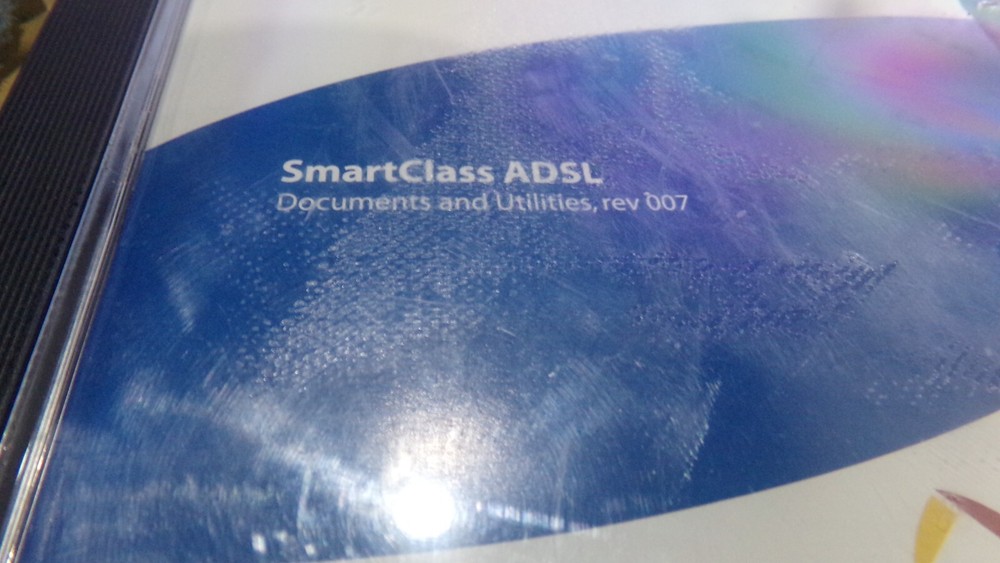 SmartClass ADSL
Documents and Utilities, rev 007